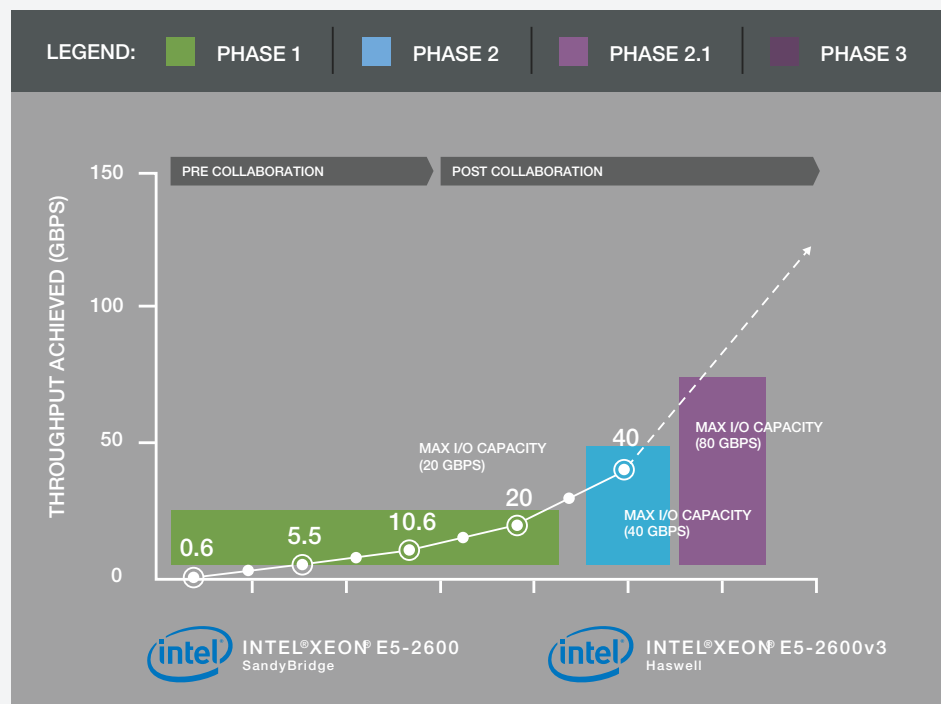 LEGEND: PHASE 1 PHASE 2 PHASE 2.1 PHASE 3
PRE COLLABORATION POST COLLABORATION
THROUGHPUT ACHIEVED (GBPS)
150
100
50
0
0.6
5.5
10.6
20
40
MAX I/O CAPACITY
(20 GBPS)
MAX I/O CAPACITY
(40 GBPS)
MAX I/O CAPACITY
(80 GBPS)
intel® INTEL®XEON® E5-2600
SandyBridge
intel® INTEL®XEON® E5-2600v3
Haswell